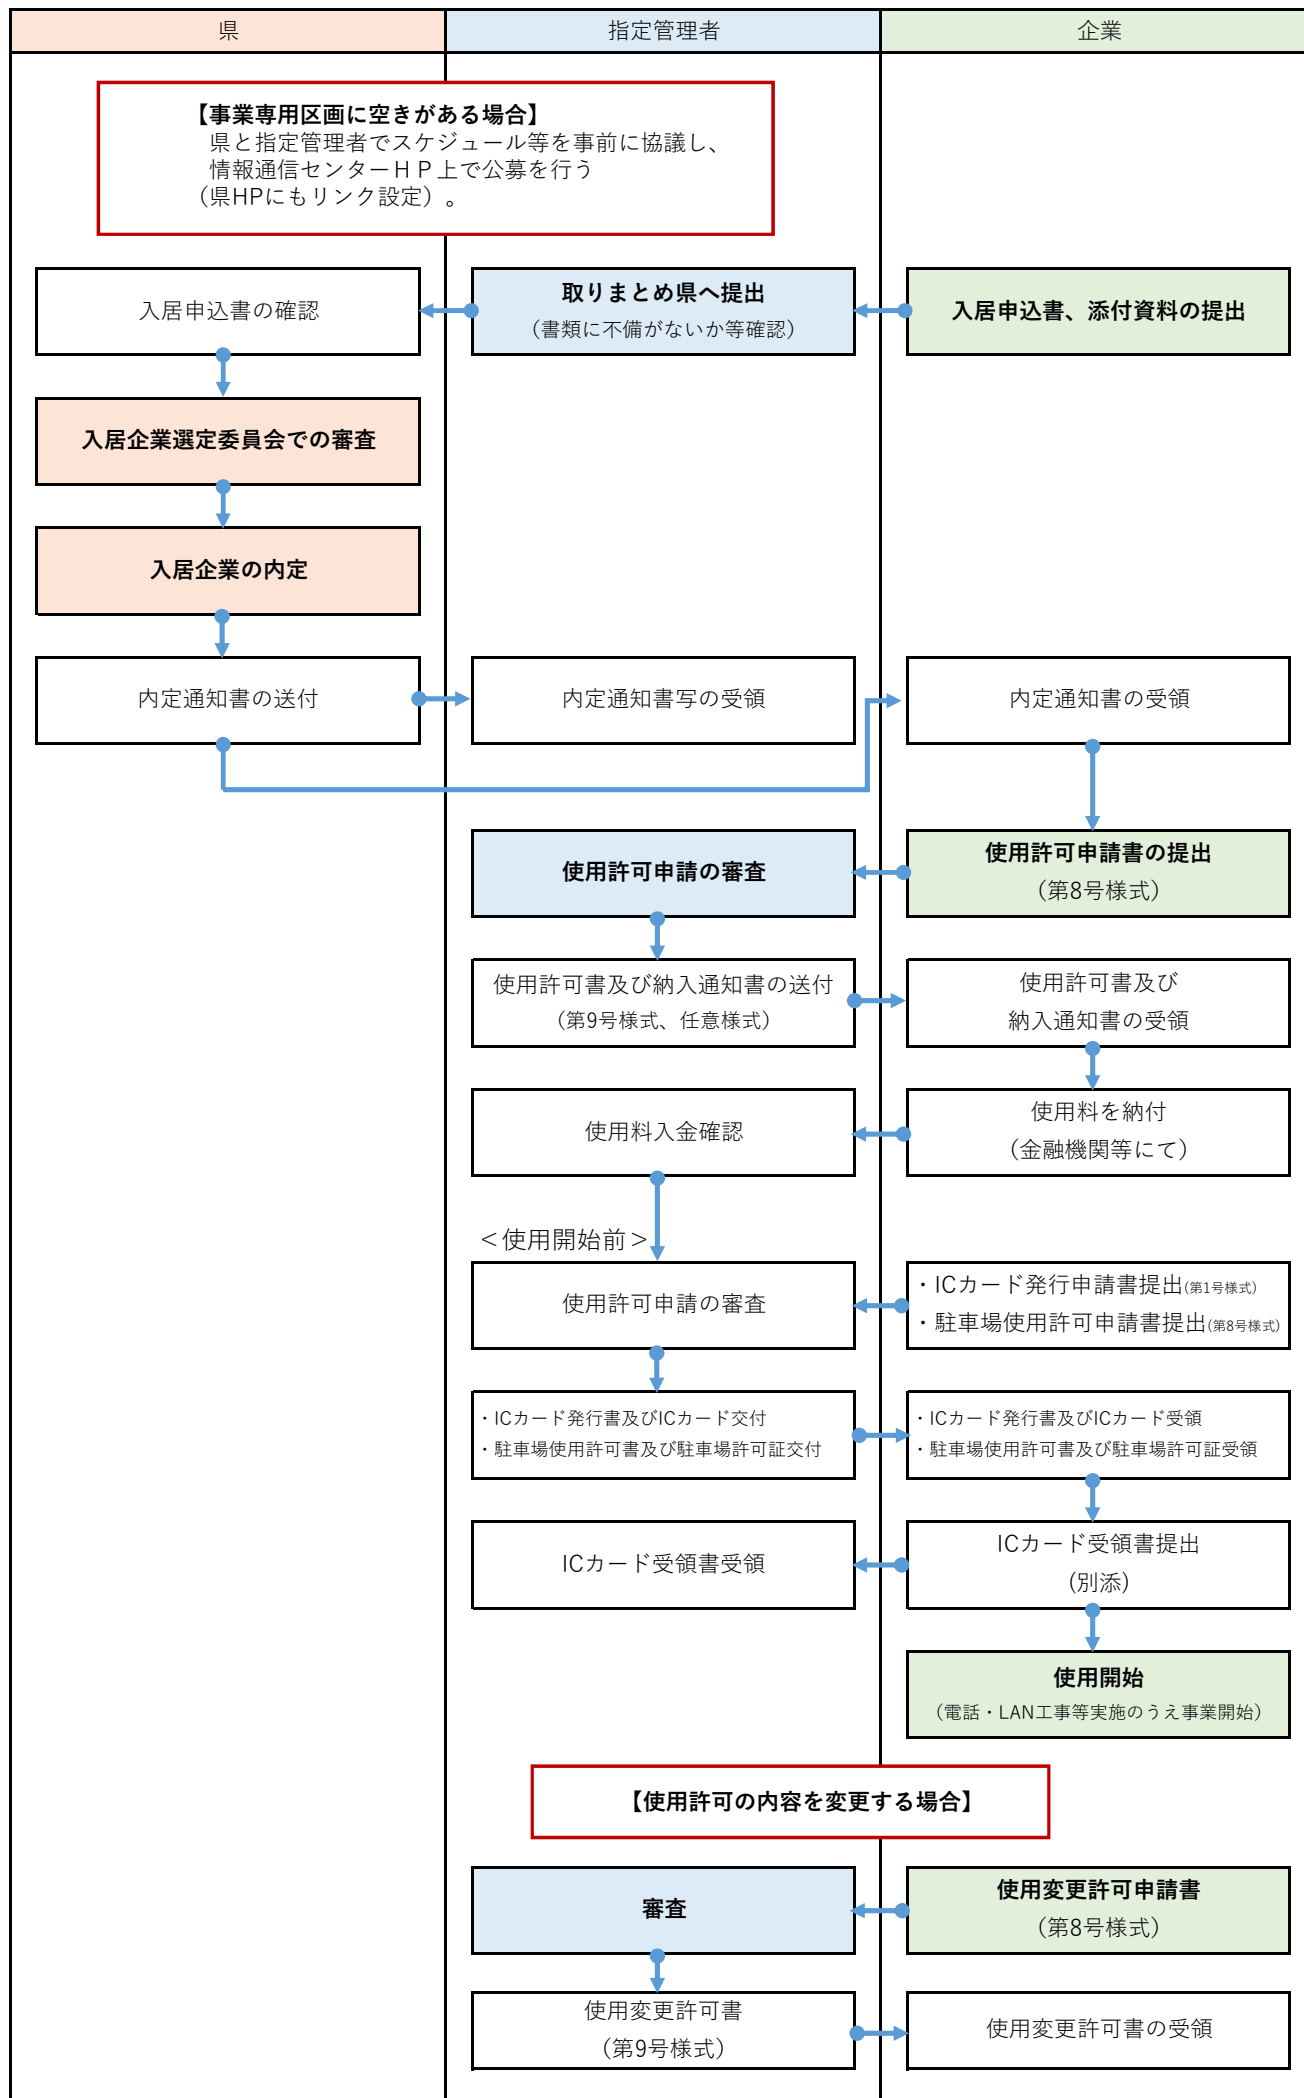 県
指定管理者
企業
【事業専用区画に空きがある場合】
県と指定管理者でスケジュール等を事前に協議し、
情報通信センターＨＰ上で公募を行う
（県HPにもリンク設定）。
入居申込書の確認
取りまとめ県へ提出
（書類に不備がないか等確認）
入居申込書、添付資料の提出
入居企業選定委員会での審査
入居企業の内定
内定通知書の送付
内定通知書写の受領
内定通知書の受領
使用許可申請の審査
使用許可申請書の提出
（第8号様式）
使用許可書及び納入通知書の送付
（第9号様式、任意様式）
使用許可書及び
納入通知書の受領
使用料入金確認
使用料を納付
（金融機関等にて）
＜使用開始前＞
使用許可申請の審査
・ICカード発行申請書提出(第1号様式)
・駐車場使用許可申請書提出(第8号様式)
・ICカード発行書及びICカード交付
・駐車場使用許可書及び駐車場許可証交付
・ICカード発行書及びICカード受領
・駐車場使用許可書及び駐車場許可証受領
ICカード受領書受領
ICカード受領書提出
（別添）
使用開始
（電話・LAN工事等実施のうえ事業開始）
【使用許可の内容を変更する場合】
審査
使用変更許可申請書
（第8号様式）
使用変更許可書
（第9号様式）
使用変更許可書の受領